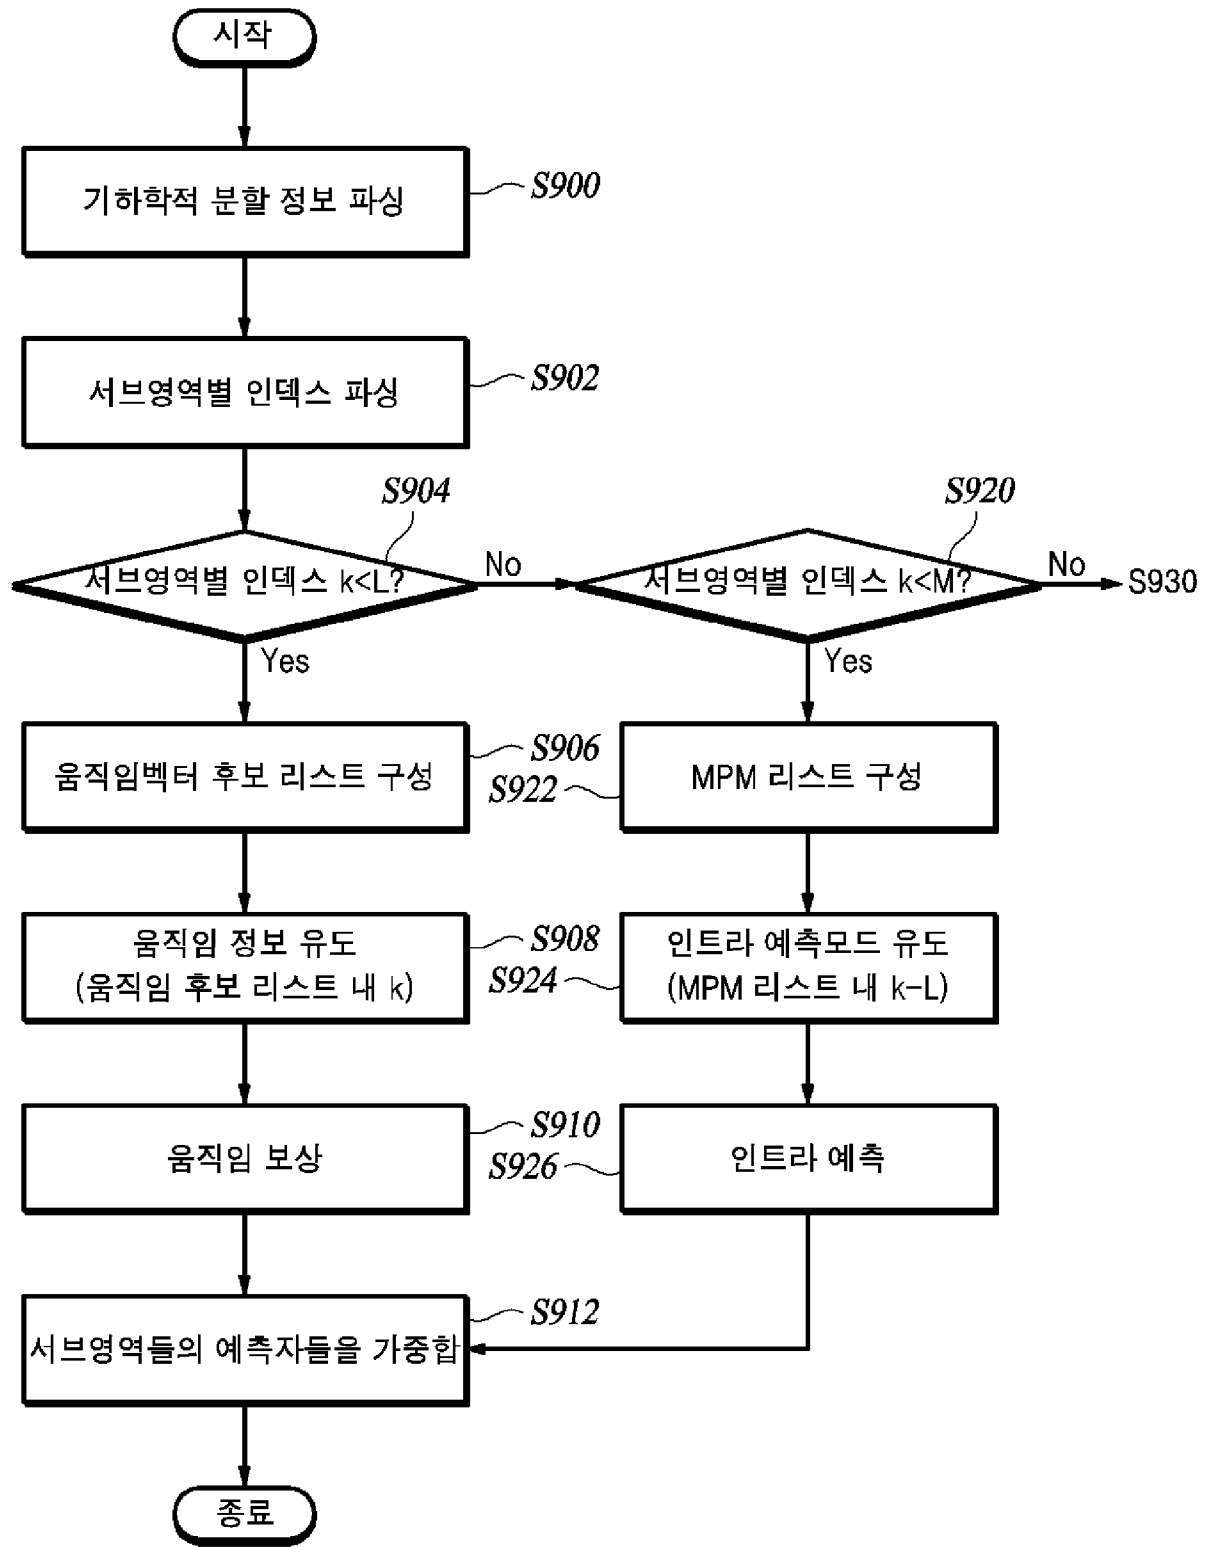 시작
기하학적 분할 정보 파싱
S900
서브영역별 인덱스 파싱
S902
S904
서브영역별 인덱스 k<L?
No
Yes
S920
서브영역별 인덱스 k<M?
No
S930
Yes
움직임벡터 후보 리스트 구성
S906
S922
MPM 리스트 구성
움직임 정보 유도
(움직임 후보 리스트 내 k)
S908
S924
인트라 예측모드 유도
(MPM 리스트 내 k-L)
움직임 보상
S910
S926
인트라 예측
서브영역들의 예측자들을 가중합
S912
종료